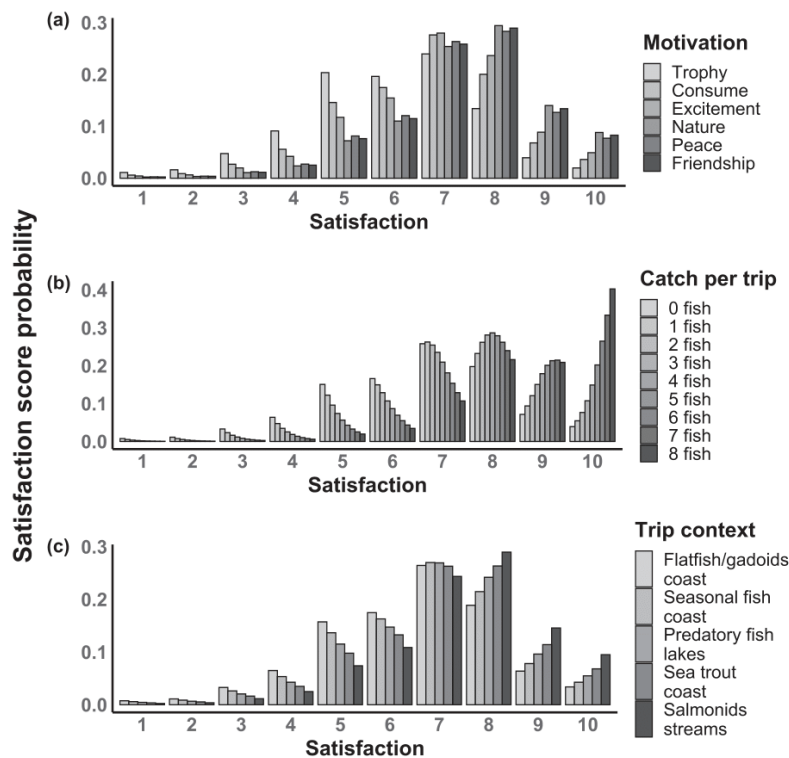 (a)
0.3
0.2
0.1
0.0
1 2 3 4 5 6 7 8 9 10
Satisfaction
Motivation
Trophy
Consume
Excitement
Nature
Peace
Friendship
Satisfaction score probability
(b)
0.4
0.3
0.2
0.1
0.0
1 2 3 4 5 6 7 8 9 10
Satisfaction
Catch per trip
0 fish
1 fish
2 fish
3 fish
4 fish
5 fish
6 fish
7 fish
8 fish
(c)
0.3
0.2
0.1
0.0
1 2 3 4 5 6 7 8 9 10
Satisfaction
Trip context
Flatfish/gadoids
coast
Seasonal fish
coast
Predatory fish
lakes
Sea trout
coast
Salmonids
streams